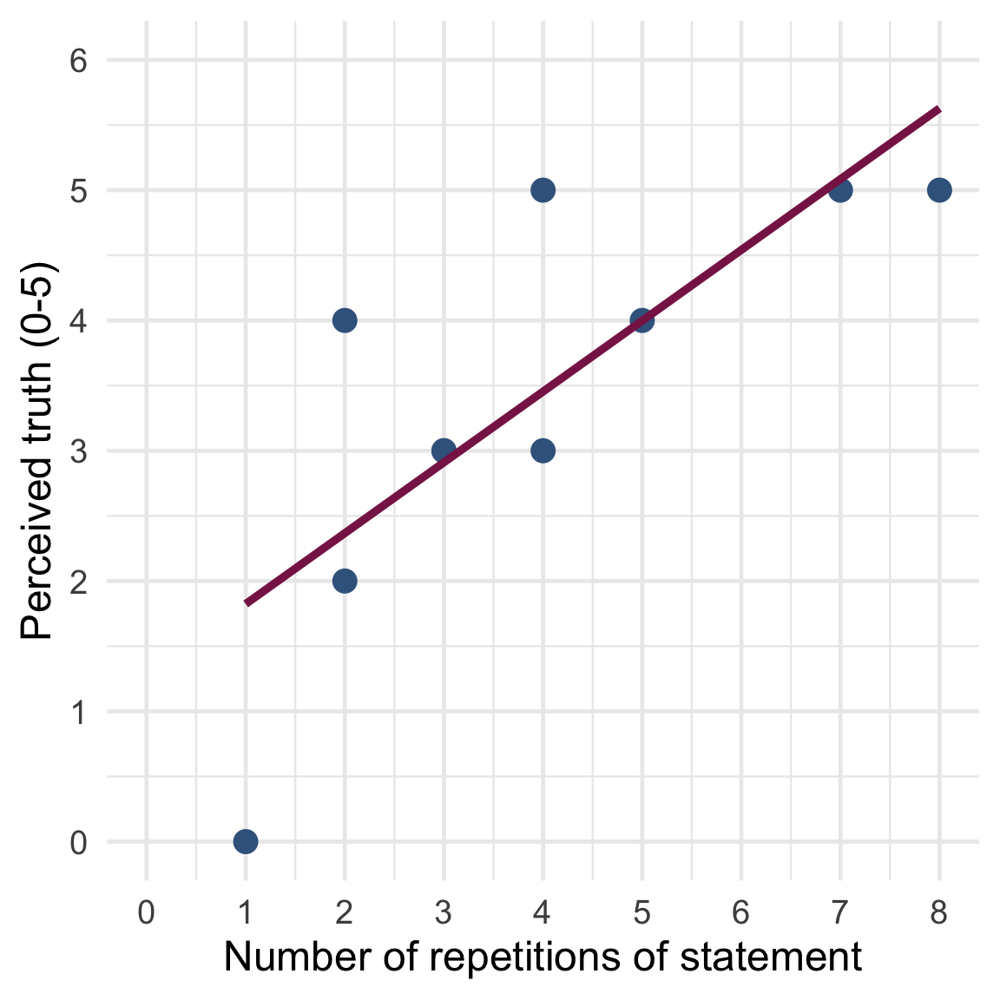 Perceived truth (0-5)
6
5
4
3
2
1
0
0 1 2 3 4 5 6 7 8
Number of repetitions of statement